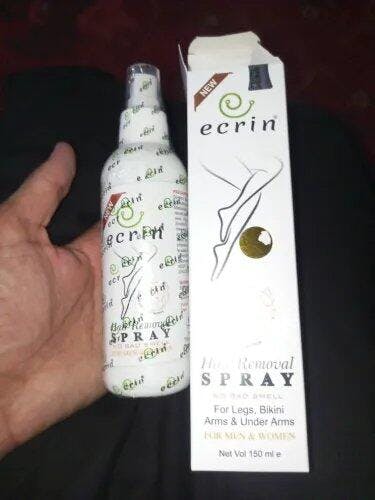 NEW
ecrin®
Hair Removal
SPRAY
NO BAD SMELL
NEW
ecrin®
Hair Removal
SPRAY
NO BAD SMELL
For Legs, Bikini
Arms & Under Arms
FOR MEN & WOMEN
Net Vol 150 ml e